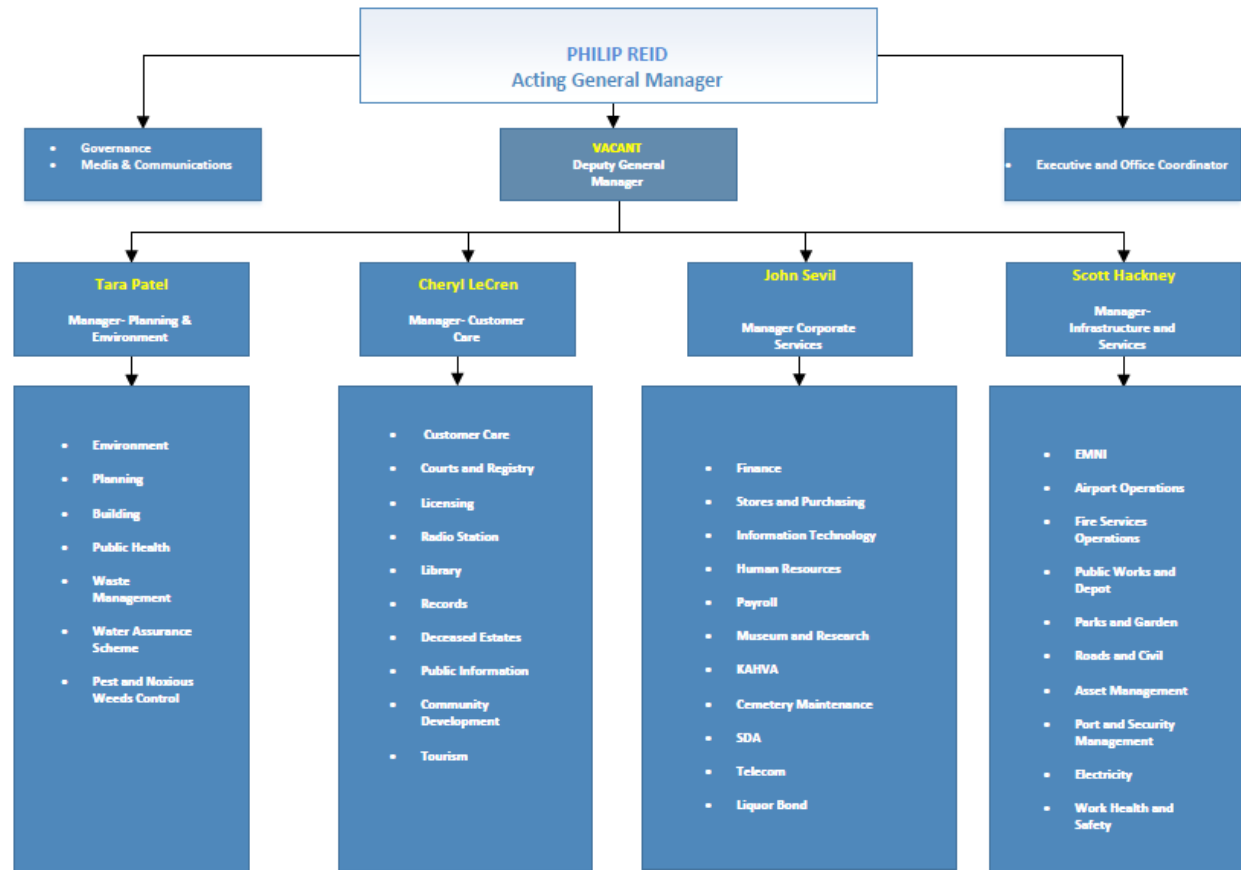 PHILIP REID
Acting General Manager
• Governance
• Media & Communications
VACANT
Deputy General
Manager
• Executive and Office Coordinator
Tara Patel
Manager- Planning &
Environment
Cheryl LeCren
Manager- Customer
Care
John Sevil
Manager Corporate
Services
Scott Hackney
Manager-
Infrastructure and
Services
• Environment
• Planning
• Building
• Public Health
• Waste
Management
• Water Assurance
Scheme
• Pest and Noxious
Weeds Control
• Customer Care
• Courts and Registry
• Licensing
• Radio Station
• Library
• Records
• Deceased Estates
• Public Information
• Community
Development
• Tourism
• Finance
• Stores and Purchasing
• Information Technology
• Human Resources
• Payroll
• Museum and Research
• KAHVA
• Cemetery Maintenance
• SDA
• Telecom
• Liquor Bond
• EMNI
• Airport Operations
• Fire Services
Operations
• Public Works and
Depot
• Parks and Garden
• Roads and Civil
• Asset Management
• Port and Security
Management
• Electricity
• Work Health and
Safety